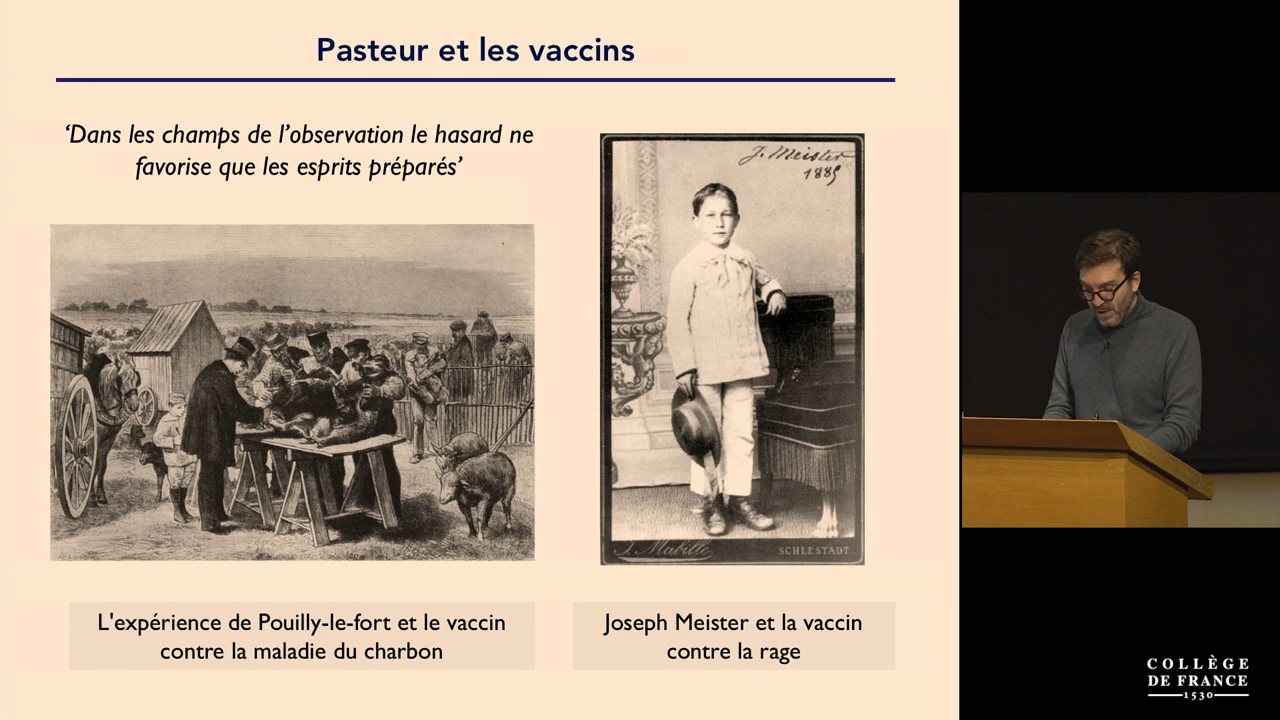 Pasteur et les vaccins
‘Dans les champs de l’observation le hasard ne
favorise que les esprits préparés’
J. Meister
1885
J. Mabille
SCHLESTADT
L'expérience de Pouilly-le-fort et le vaccin
contre la maladie du charbon
Joseph Meister et la vaccin
contre la rage
COLLÈGE
DE FRANCE
1530